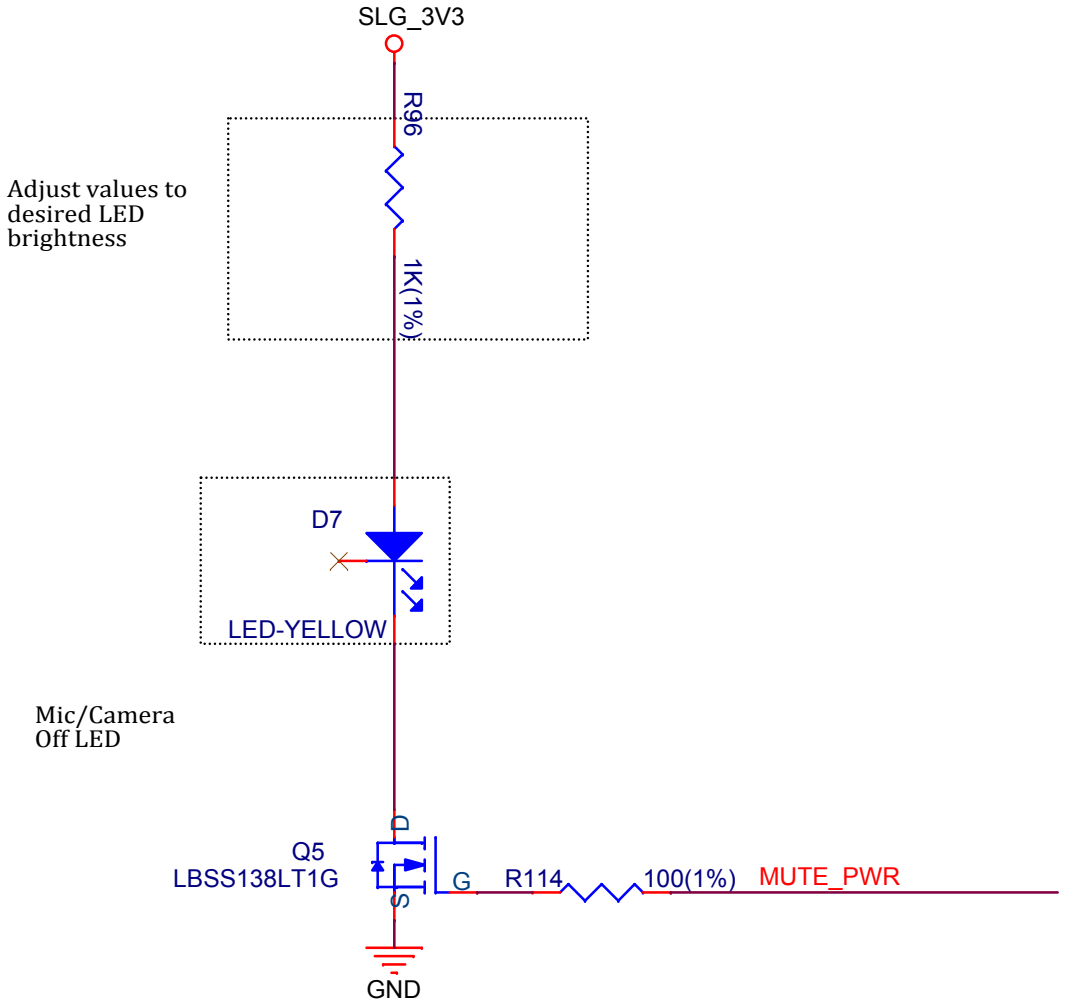 SLG_3V3
R96
Adjust values to
desired LED
brightness
1K(1%)
D7
LED-YELLOW
Mic/Camera
Off LED
D
Q5
LBSS138LT1G
G
R114
100(1%)
MUTE_PWR
S
GND